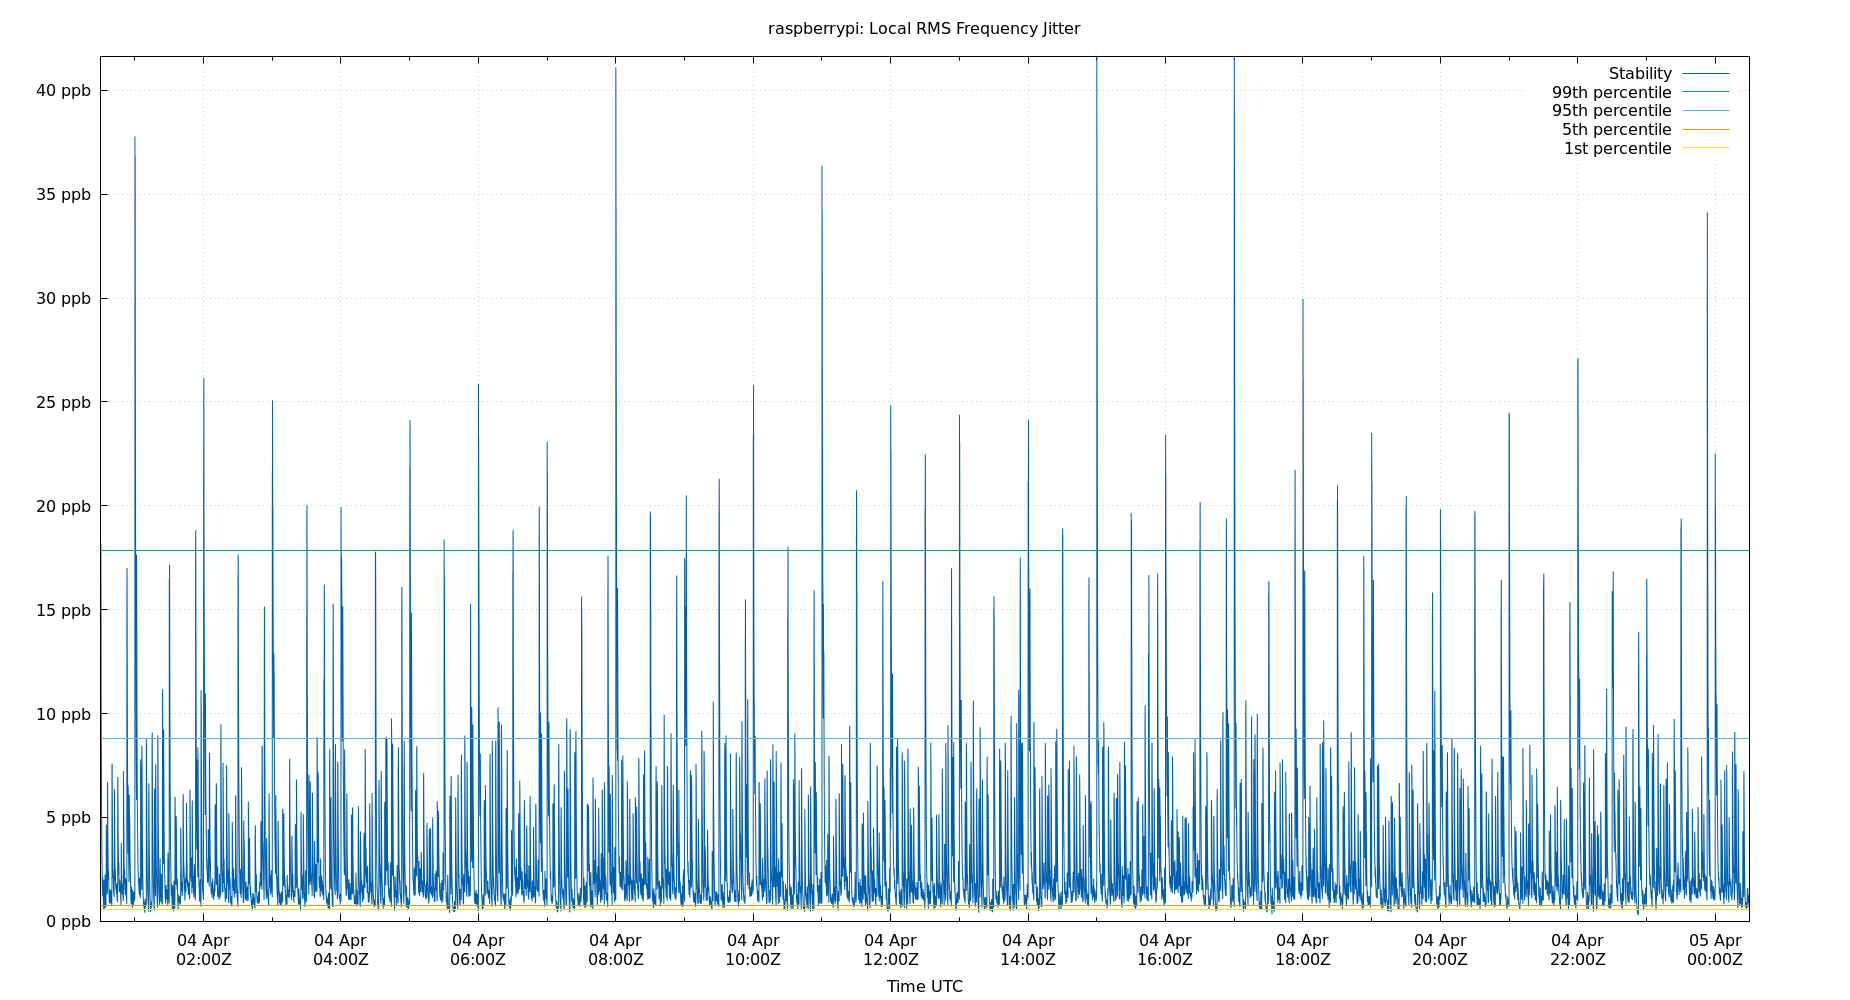 raspberrypi: Local RMS Frequency Jitter
Stability
99th percentile
95th percentile
5th percentile
1st percentile
40 ppb
35 ppb
30 ppb
25 ppb
20 ppb
15 ppb
10 ppb
5 ppb
0 ppb
04 Apr 04 Apr 04 Apr 04 Apr 04 Apr 04 Apr 04 Apr 04 Apr 04 Apr 04 Apr 04 Apr 05 Apr
02:00Z 04:00Z 06:00Z 08:00Z 10:00Z 12:00Z 14:00Z 16:00Z 18:00Z 20:00Z 22:00Z 00:00Z
Time UTC